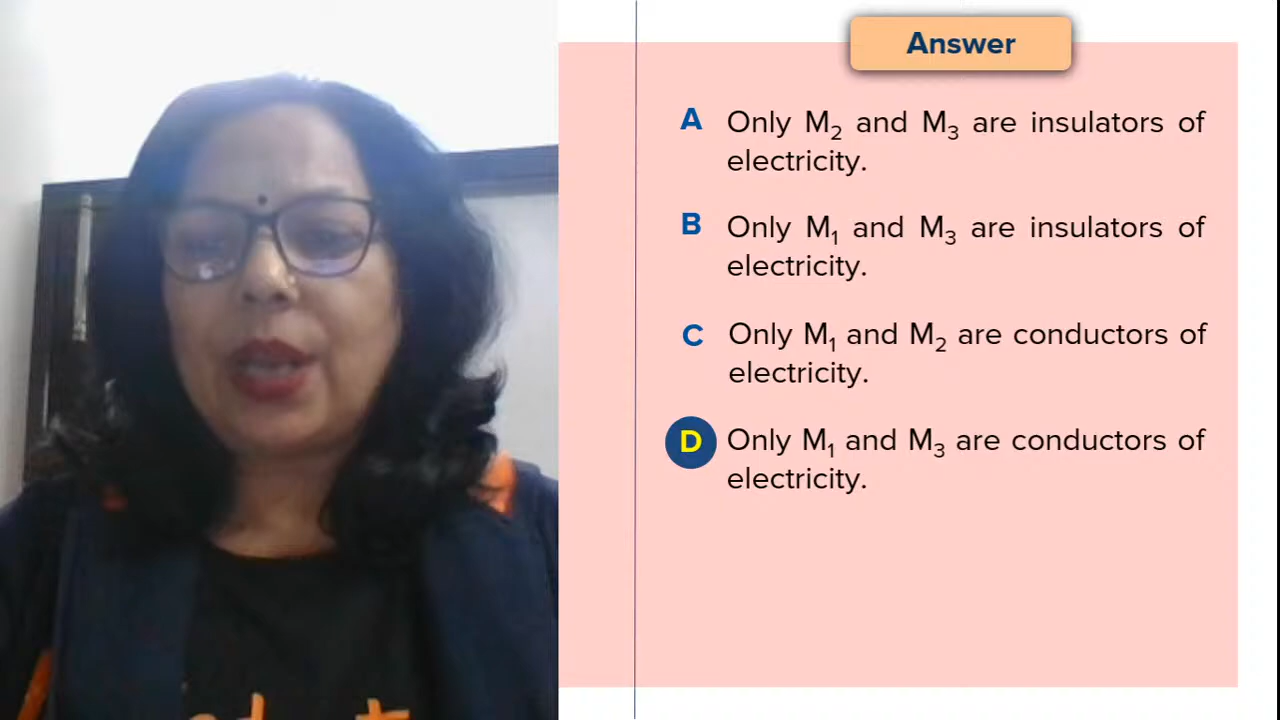 Answer
A Only M₂ and M₃ are insulators of
electricity.
B Only M₁ and M₃ are insulators of
electricity.
C Only M₁ and M₂ are conductors of
electricity.
D Only M₁ and M₃ are conductors of
electricity.